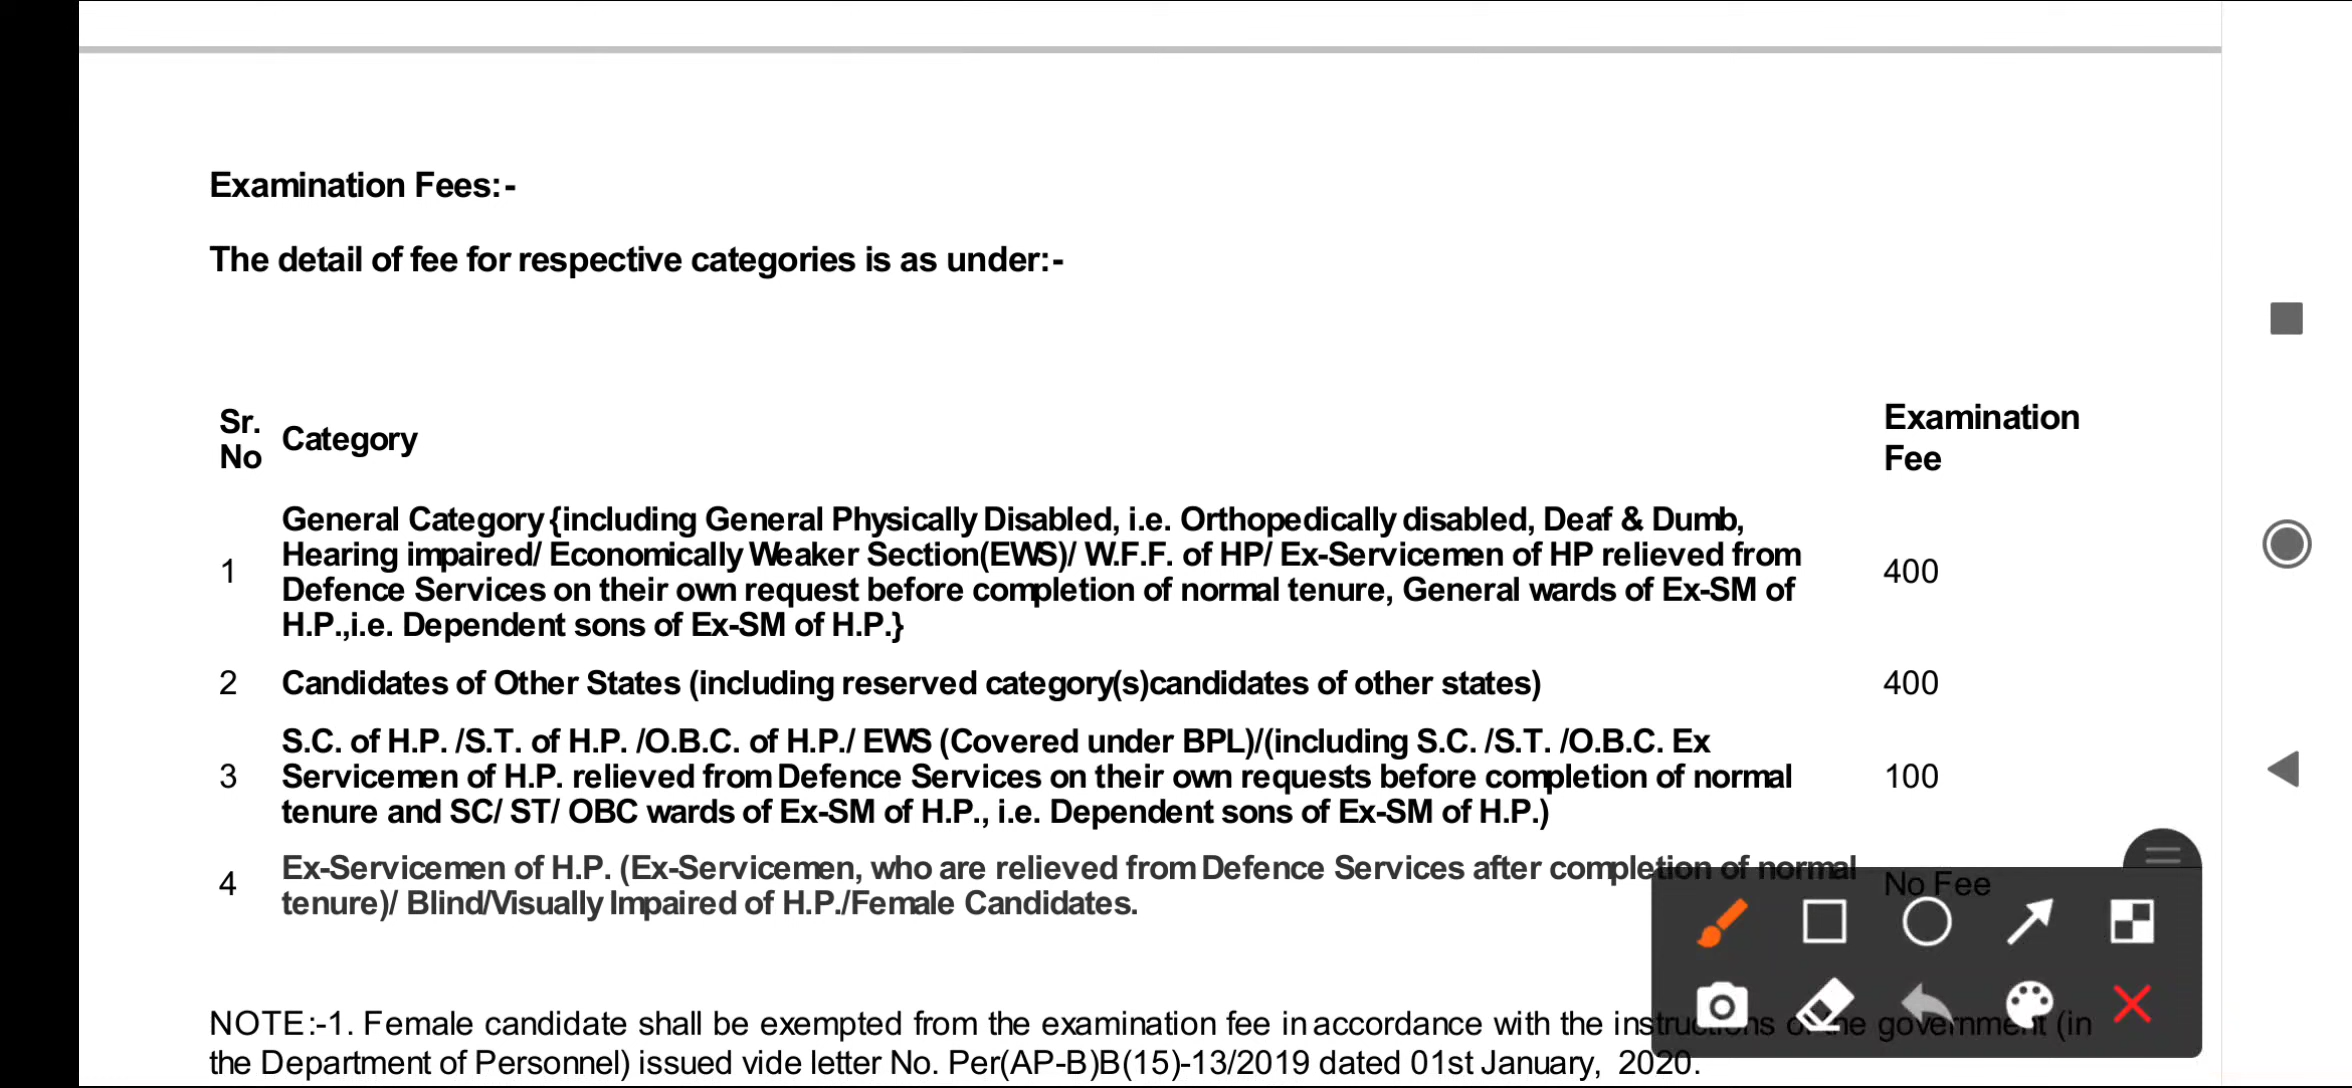 Examination Fees:-
The detail of fee for respective categories is as under:-
Sr. No
Category
Examination Fee
1
General Category{including General Physically Disabled, i.e. Orthopedically disabled, Deaf & Dumb,
Hearing impaired/ Economically Weaker Section(EWS)/ W.F.F. of HP/ Ex-Servicemen of HP relieved from
Defence Services on their own request before completion of normal tenure, General wards of Ex-SM of
H.P.,i.e. Dependent sons of Ex-SM of H.P.}
400
2
Candidates of Other States (including reserved category(s)candidates of other states)
400
3
S.C. of H.P. /S.T. of H.P. /O.B.C. of H.P./ EWS (Covered under BPL)/(including S.C. /S.T. /O.B.C. Ex
Servicemen of H.P. relieved from Defence Services on their own requests before completion of normal
tenure and SC/ ST/ OBC wards of Ex-SM of H.P., i.e. Dependent sons of Ex-SM of H.P.)
100
4
Ex-Servicemen of H.P. (Ex-Servicemen, who are relieved from Defence Services after completion of normal
tenure)/ Blind/Visually Impaired of H.P./Female Candidates.
No Fee
NOTE:-1. Female candidate shall be exempted from the examination fee in accordance with the instructions of the government (in
the Department of Personnel) issued vide letter No. Per(AP-B)B(15)-13/2019 dated 01st January, 2020.